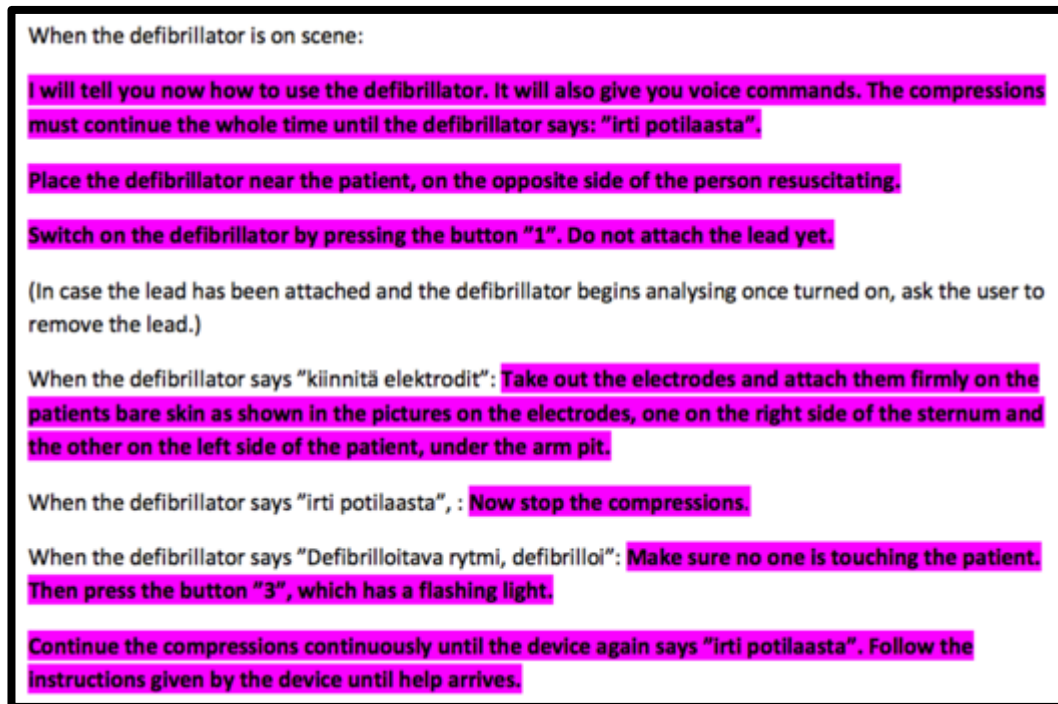 When the defibrillator is on scene:
I will tell you now how to use the defibrillator. It will also give you voice commands. The compressions
must continue the whole time until the defibrillator says: ”irti potilaasta”.
Place the defibrillator near the patient, on the opposite side of the person resuscitating.
Switch on the defibrillator by pressing the button ”1”. Do not attach the lead yet.
(In case the lead has been attached and the defibrillator begins analysing once turned on, ask the user to
remove the lead.)
When the defibrillator says ”kiinnitä elektrodit”: Take out the electrodes and attach them firmly on the
patients bare skin as shown in the pictures on the electrodes, one on the right side of the sternum and
the other on the left side of the patient, under the arm pit.
When the defibrillator says ”irti potilaasta”, : Now stop the compressions.
When the defibrillator says ”Defibrilloitava rytmi, defibrilloi”: Make sure no one is touching the patient.
Then press the button ”3”, which has a flashing light.
Continue the compressions continuously until the device again says ”irti potilaasta”. Follow the
instructions given by the device until help arrives.